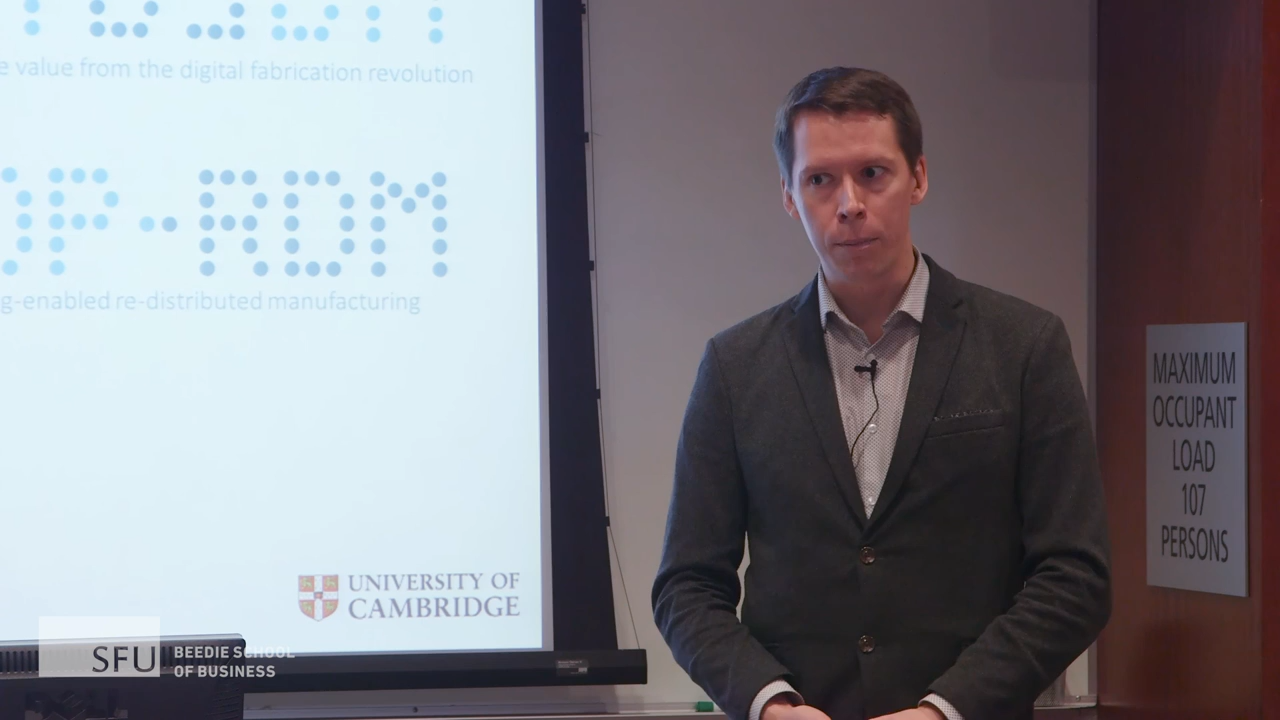 e value from the digital fabrication revolution
DP-RDM
g-enabled re-distributed manufacturing
UNIVERSITY OF
CAMBRIDGE
MAXIMUM
OCCUPANT
LOAD
107
PERSONS
SFU
BEEDIE SCHOOL
OF BUSINESS